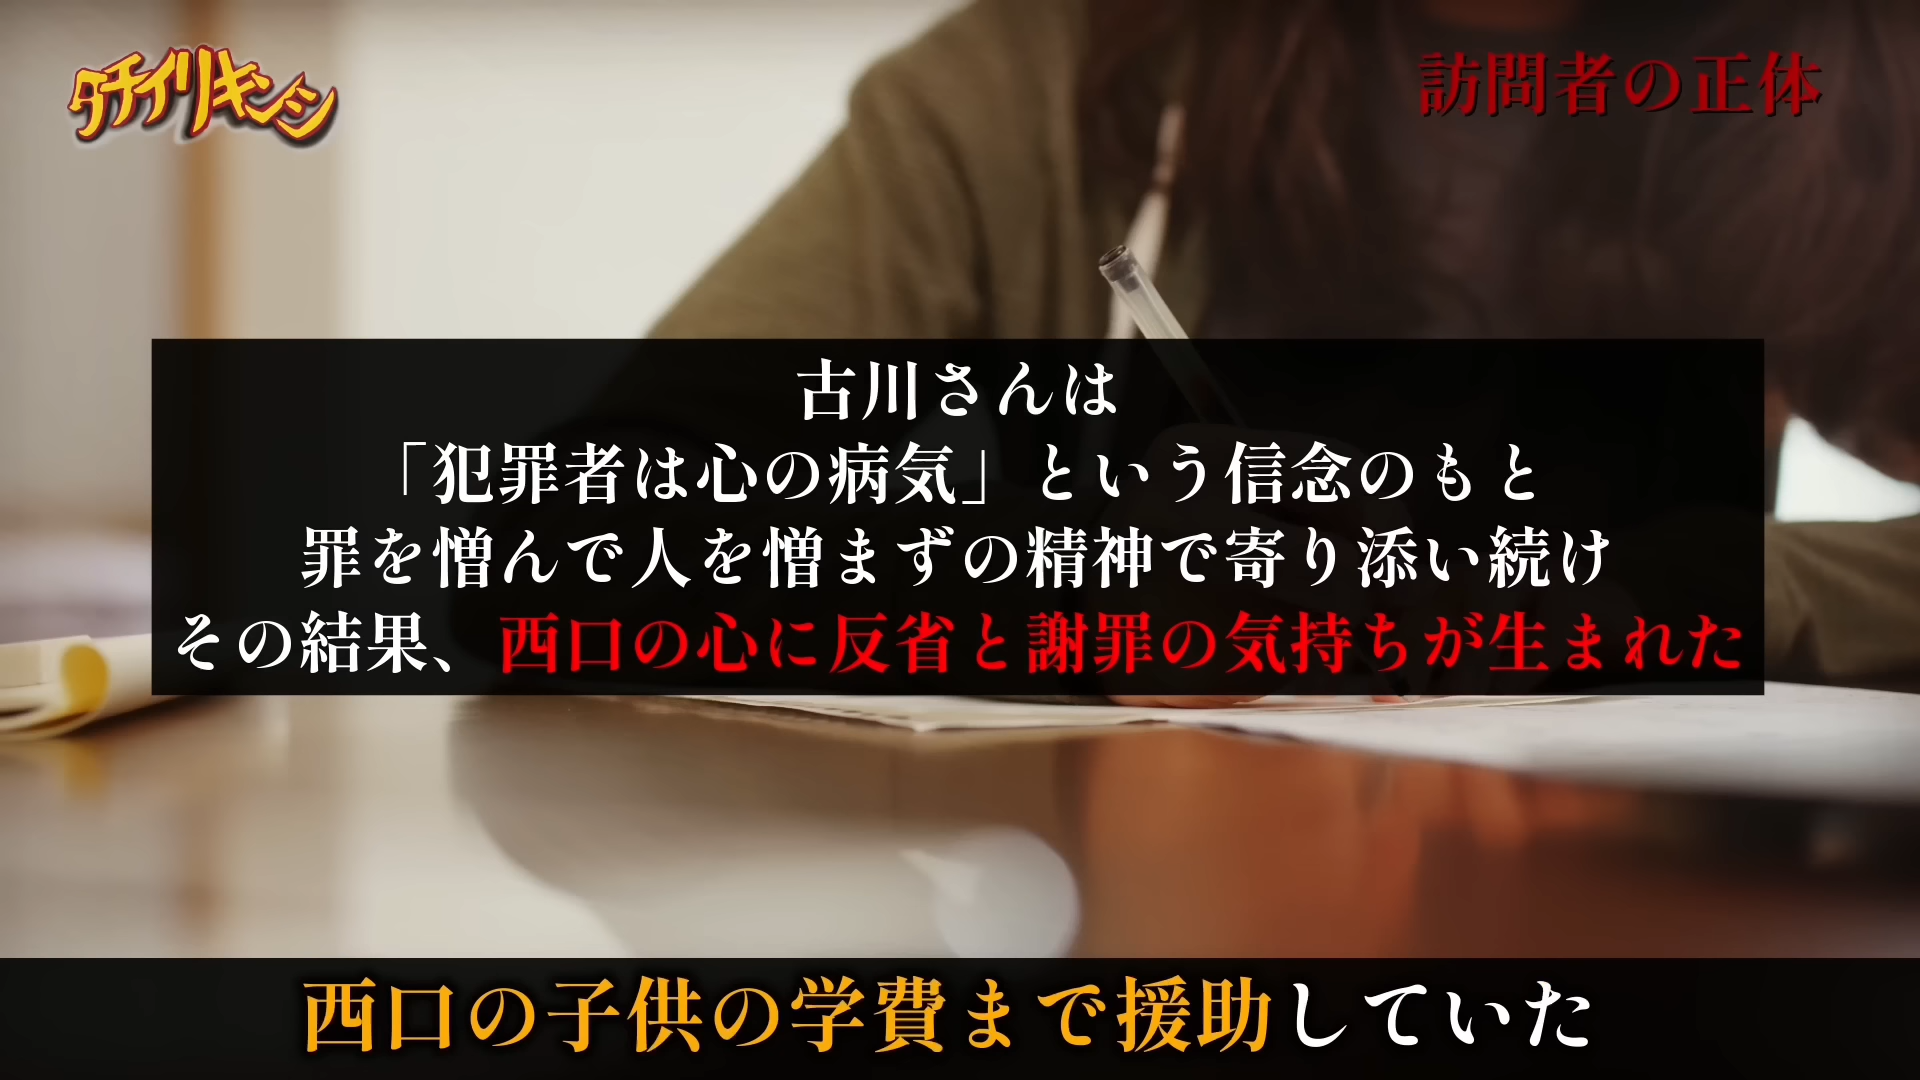 タチイリキンシ
訪問者の正体
古川さんは
「犯罪者は心の病気」という信念のもと
罪を憎んで人を憎まずの精神で寄り添い続け
その結果、西口の心に反省と謝罪の気持ちが生まれた
西口の子供の学費まで援助していた